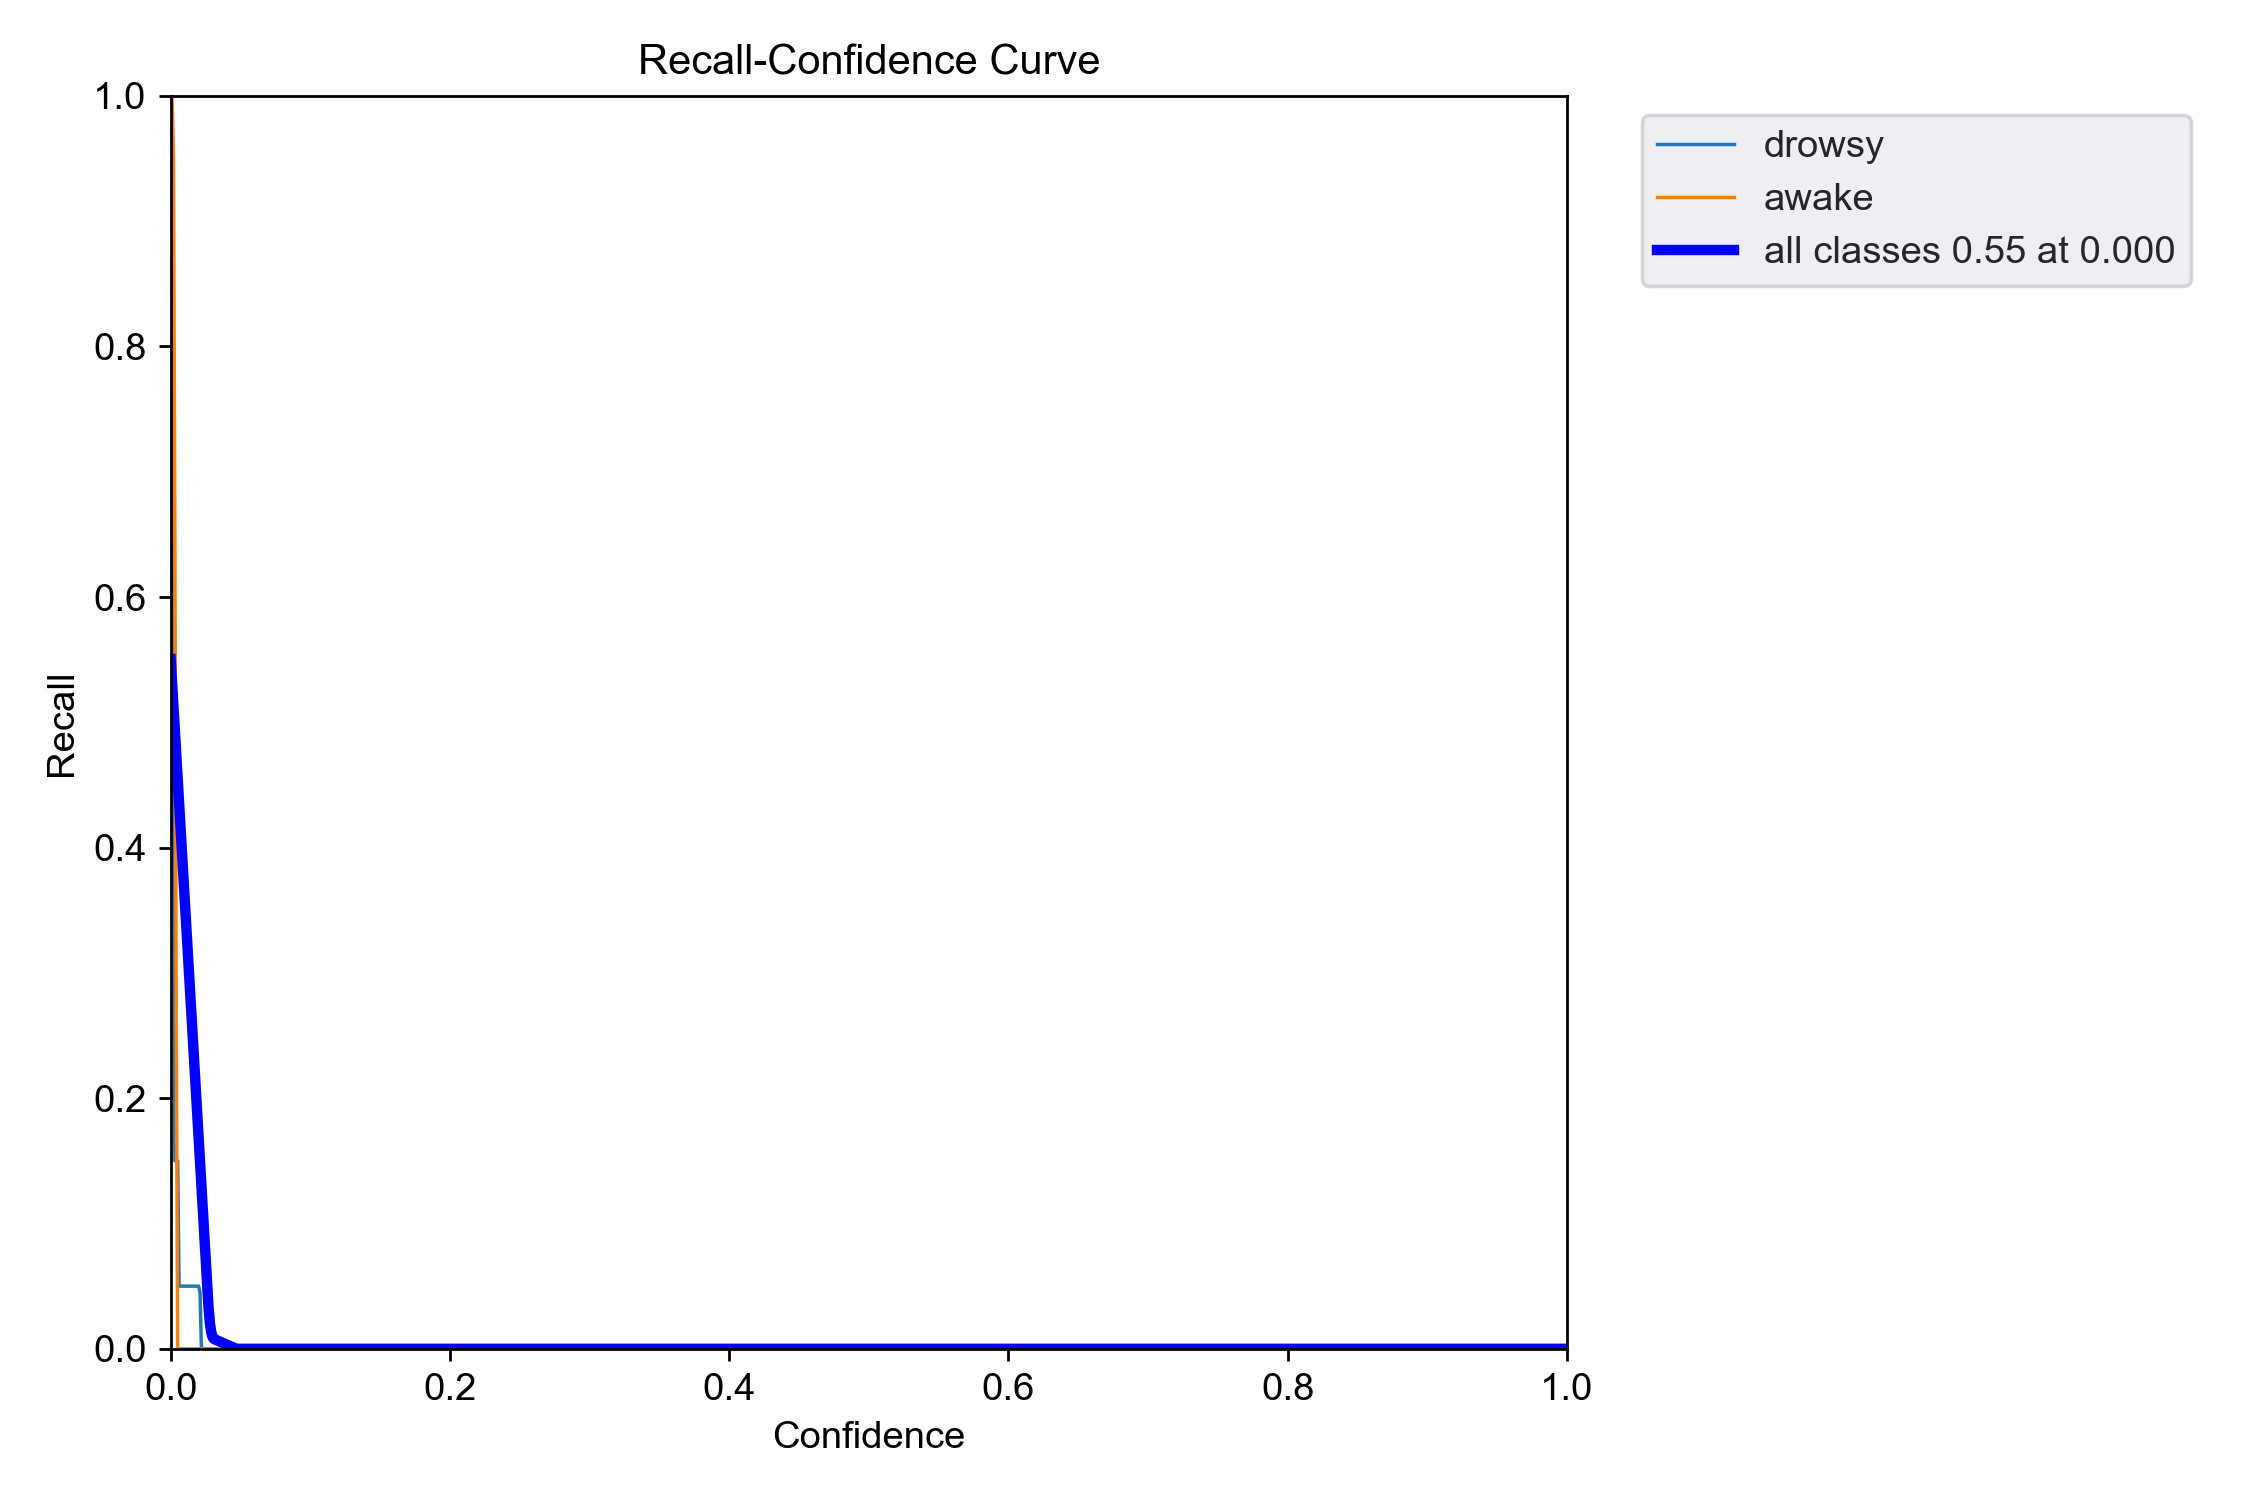 Recall-Confidence Curve
1.0
0.8
0.6
0.4
0.2
0.0
Recall
0.0 0.2 0.4 0.6 0.8 1.0
Confidence
drowsy
awake
all classes 0.55 at 0.000